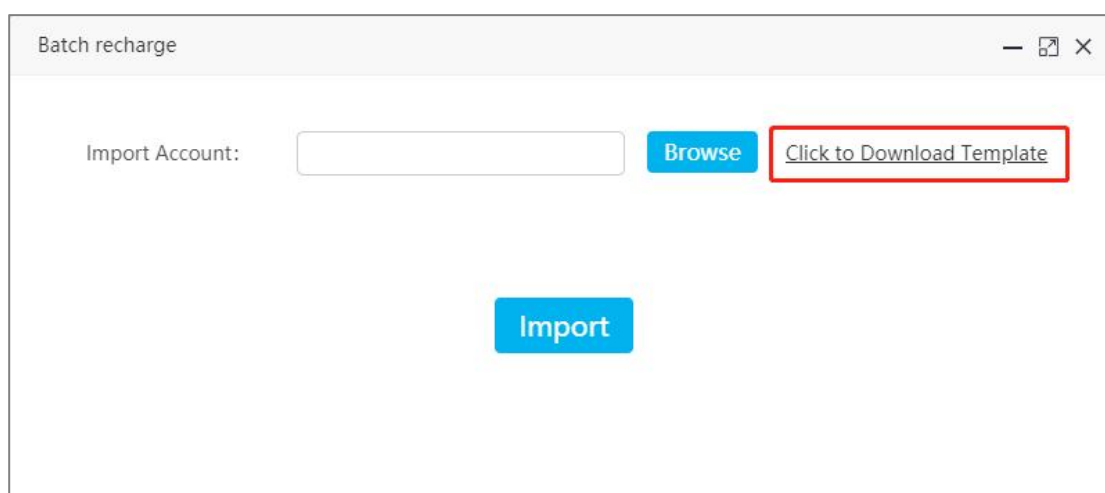 Batch recharge
Import Account: Browse Click to Download Template
Import